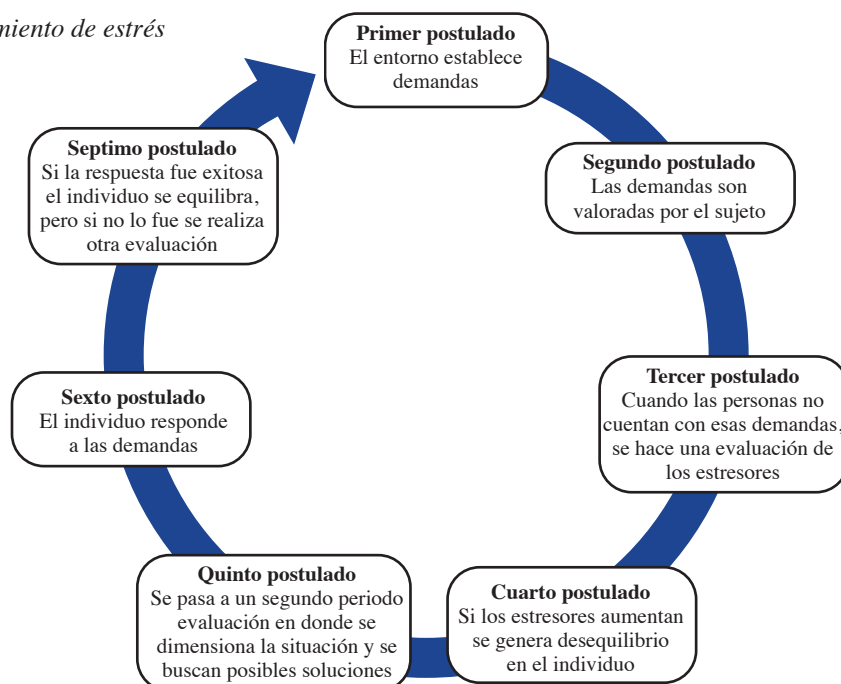 miento de estrés
Primer postulado
El entorno establece
demandas
Segundo postulado
Las demandas son
valoradas por el sujeto
Tercer postulado
Cuando las personas no
cuentan con esas demandas,
se hace una evaluación de
los estresores
Cuarto postulado
Si los estresores aumentan
se genera desequilibrio
en el individuo
Quinto postulado
Se pasa a un segundo periodo
evaluación en donde se
dimensiona la situación y se
buscan posibles soluciones
Sexto postulado
El individuo responde
a las demandas
Septimo postulado
Si la respuesta fue exitosa
el individuo se equilibra,
pero si no lo fue se realiza
otra evaluación